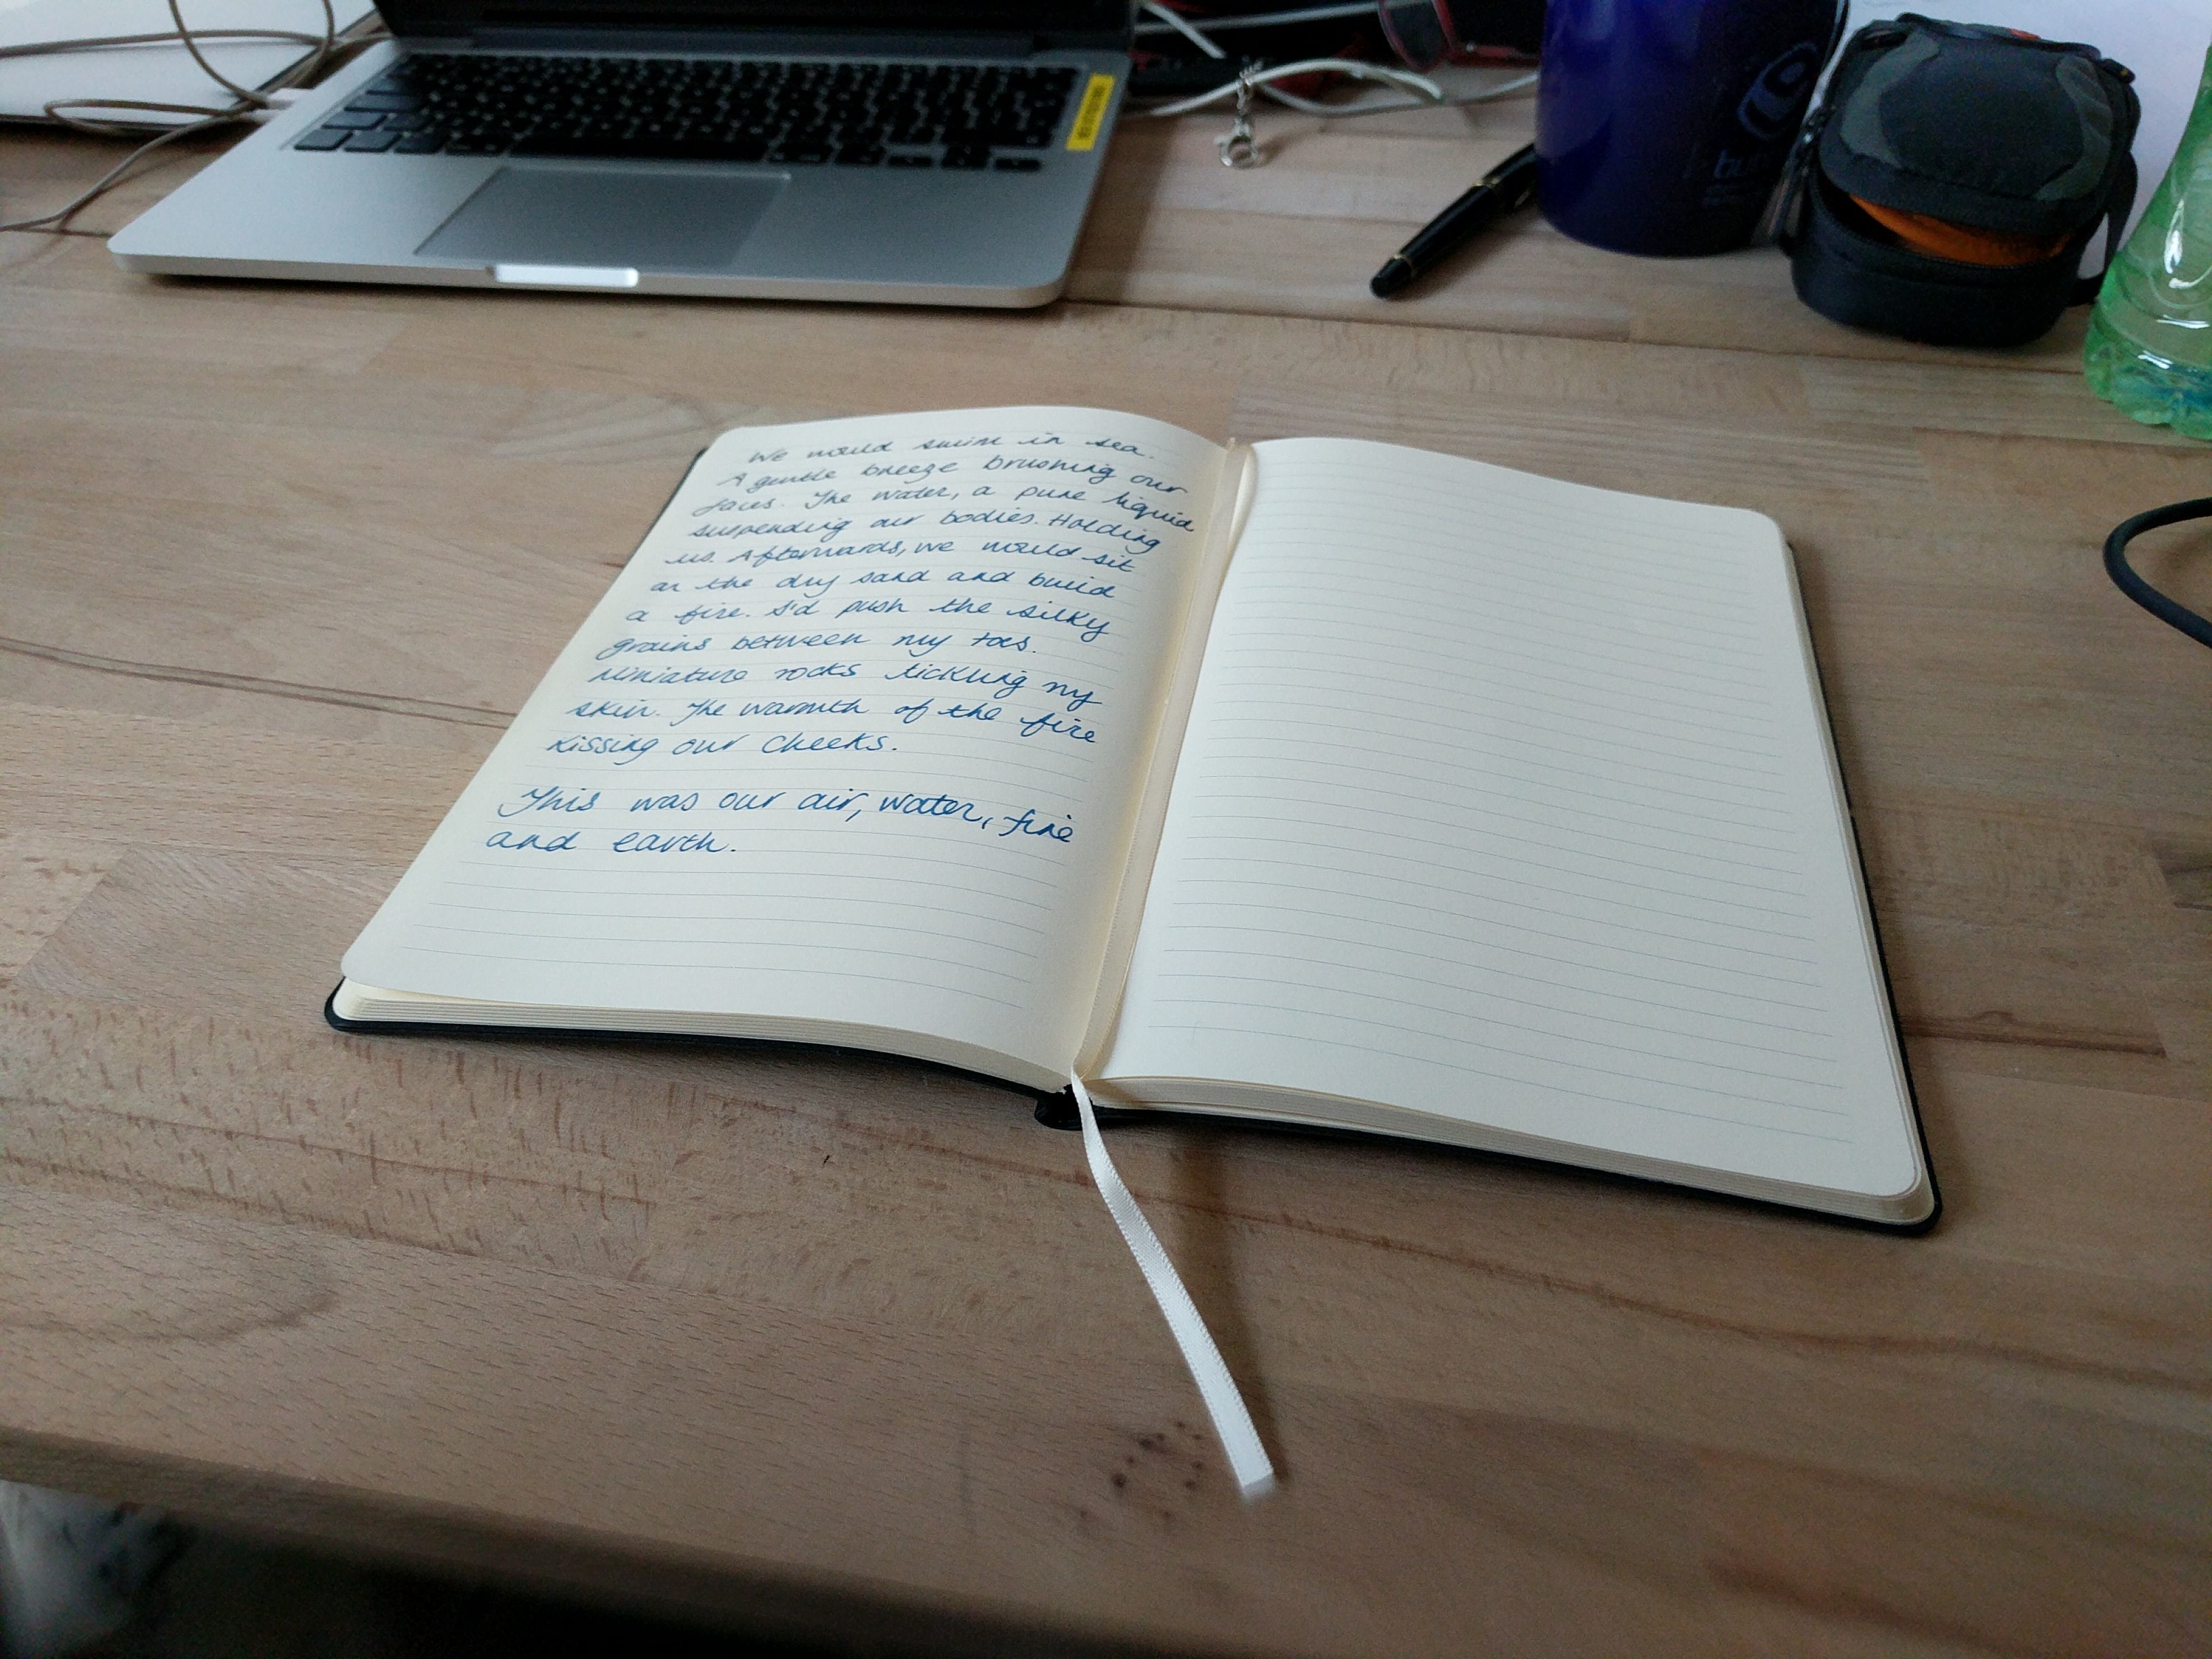 We would swim in sea.
A gentle breeze brushing our
faces. The water, a pure liquid
suspending our bodies. Holding
us. Afterwards, we would sit
on the dry sand and build
a fire. I'd push the silky
grains between my toes.
Miniature rocks tickling my
skin. The warmth of the fire
kissing our cheeks.
This was our air, water, fire
and earth.